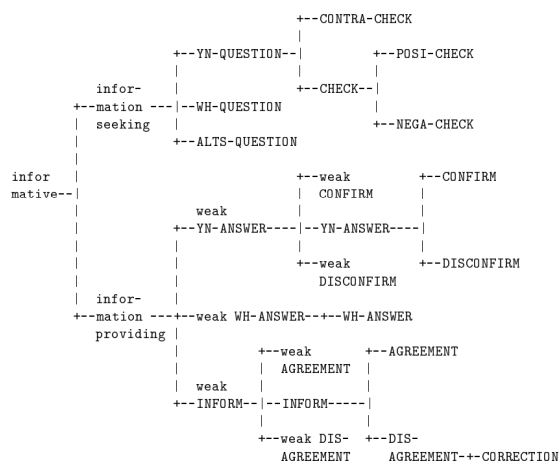 +--CONTRA-CHECK
|
+--YN-QUESTION--| +--POSI-CHECK
| | |
infor- | +--CHECK--|
+--mation ---|--WH-QUESTION |
| seeking | +--NEGA-CHECK
| +--ALTS-QUESTION
|
infor +--weak +--CONFIRM
mative--| | CONFIRM |
| weak | |
| +--YN-ANSWER----|--YN-ANSWER----|
| | | |
| | +--weak +--DISCONFIRM
| | DISCONFIRM
| infor- |
+--mation ---+--weak WH-ANSWER--+--WH-ANSWER
providing |
| +--weak +--AGREEMENT
| | AGREEMENT |
| weak | |
+--INFORM--|--INFORM-----|
| |
+--weak DIS- +--DIS-
AGREEMENT AGREEMENT-+-CORRECTION